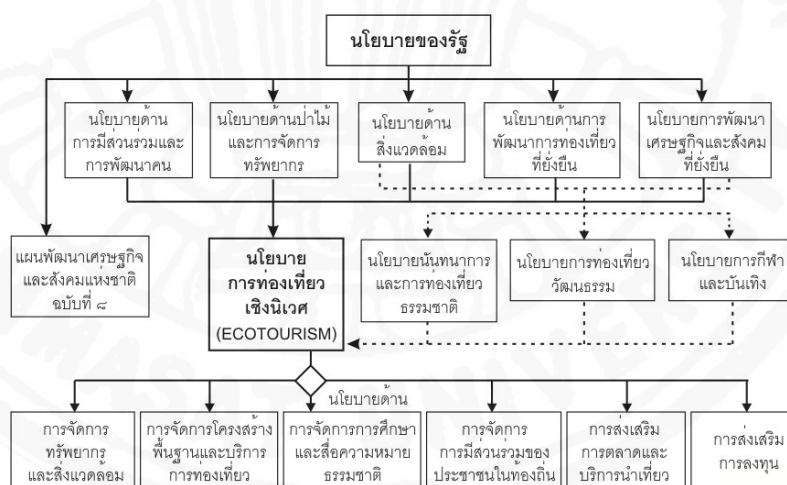 นโยบายของรัฐ
นโยบายด้าน
การมีส่วนร่วมและ
การพัฒนาคน
นโยบายด้านป่าไม้
และการจัดการ
ทรัพยากร
นโยบายด้าน
สิ่งแวดล้อม
นโยบายด้านการ
พัฒนาการท่องเที่ยว
ที่ยั่งยืน
นโยบายการพัฒนา
เศรษฐกิจและสังคม
ที่ยั่งยืน
แผนพัฒนาเศรษฐกิจ
และสังคมแห่งชาติ
ฉบับที่ ๘
นโยบาย
การท่องเที่ยว
เชิงนิเวศ
(ECOTOURISM)
นโยบายนันทนาการ
และการท่องเที่ยว
ธรรมชาติ
นโยบายการท่องเที่ยว
วัฒนธรรม
นโยบายการกีฬา
และบันเทิง
นโยบายด้าน
การจัดการ
ทรัพยากร
และสิ่งแวดล้อม
การจัดการโครงสร้าง
พื้นฐานและบริการ
การท่องเที่ยว
การจัดการการศึกษา
และสื่อความหมาย
ธรรมชาติ
การจัดการ
การมีส่วนร่วมของ
ประชาชนในท้องถิ่น
การส่งเสริม
การตลาดและ
บริการนำเที่ยว
การส่งเสริม
การลงทุน